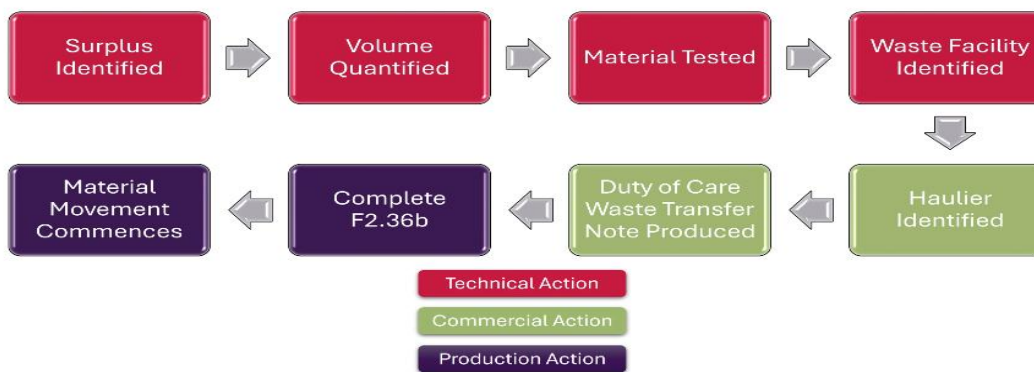 Surplus
Identified
Volume
Quantified
Material Tested
Waste Facility
Identified
Haulier
Identified
Duty of Care
Waste Transfer
Note Produced
Complete
F2.36b
Material
Movement
Commences
Technical Action
Commercial Action
Production Action